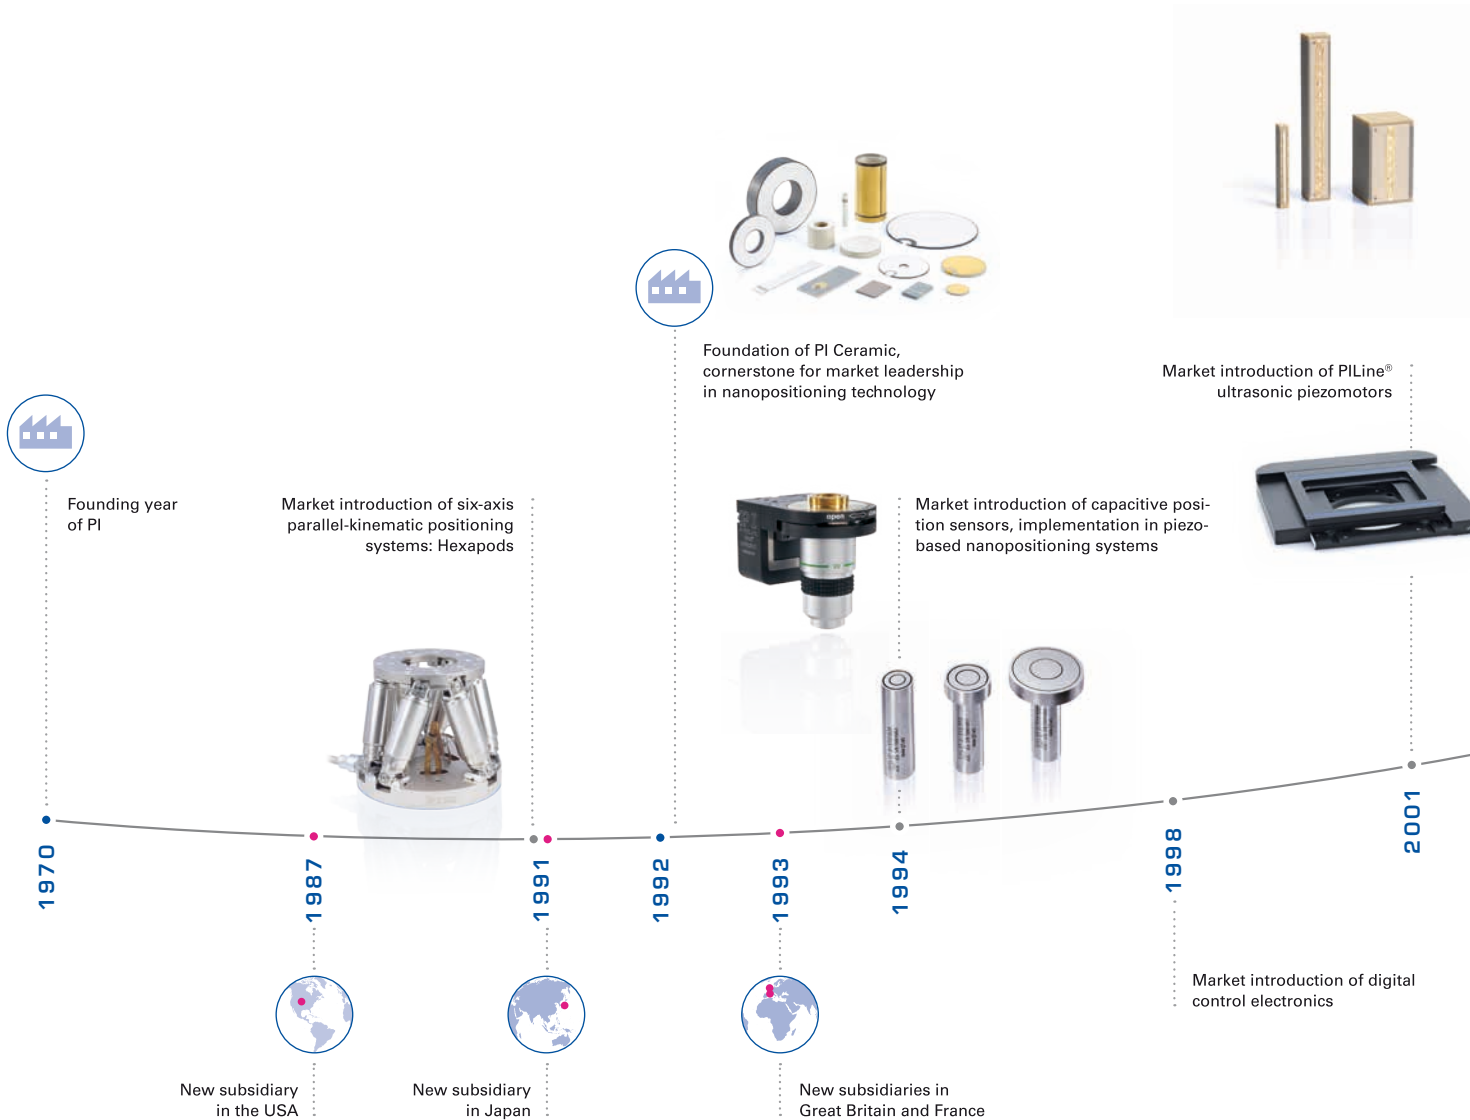 Foundation of PI Ceramic,
cornerstone for market leadership
in nanopositioning technology
Market introduction of PILine®
ultrasonic piezomotors
Founding year
of PI
Market introduction of six-axis
parallel-kinematic positioning
systems: Hexapods
open
Market introduction of capacitive posi-
tion sensors, implementation in piezo-
based nanopositioning systems
1970
1987
1991
1992
1993
1994
1998
2001
Market introduction of digital
control electronics
New subsidiary
in the USA
New subsidiary
in Japan
New subsidiaries in
Great Britain and France